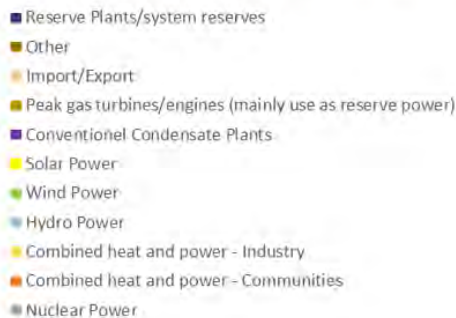 Reserve Plants/system reserves
Other
Import/Export
Peak gas turbines/engines (mainly use as reserve power)
Conventionel Condensate Plants
Solar Power
Wind Power
Hydro Power
Combined heat and power - Industry
Combined heat and power - Communities
Nuclear Power